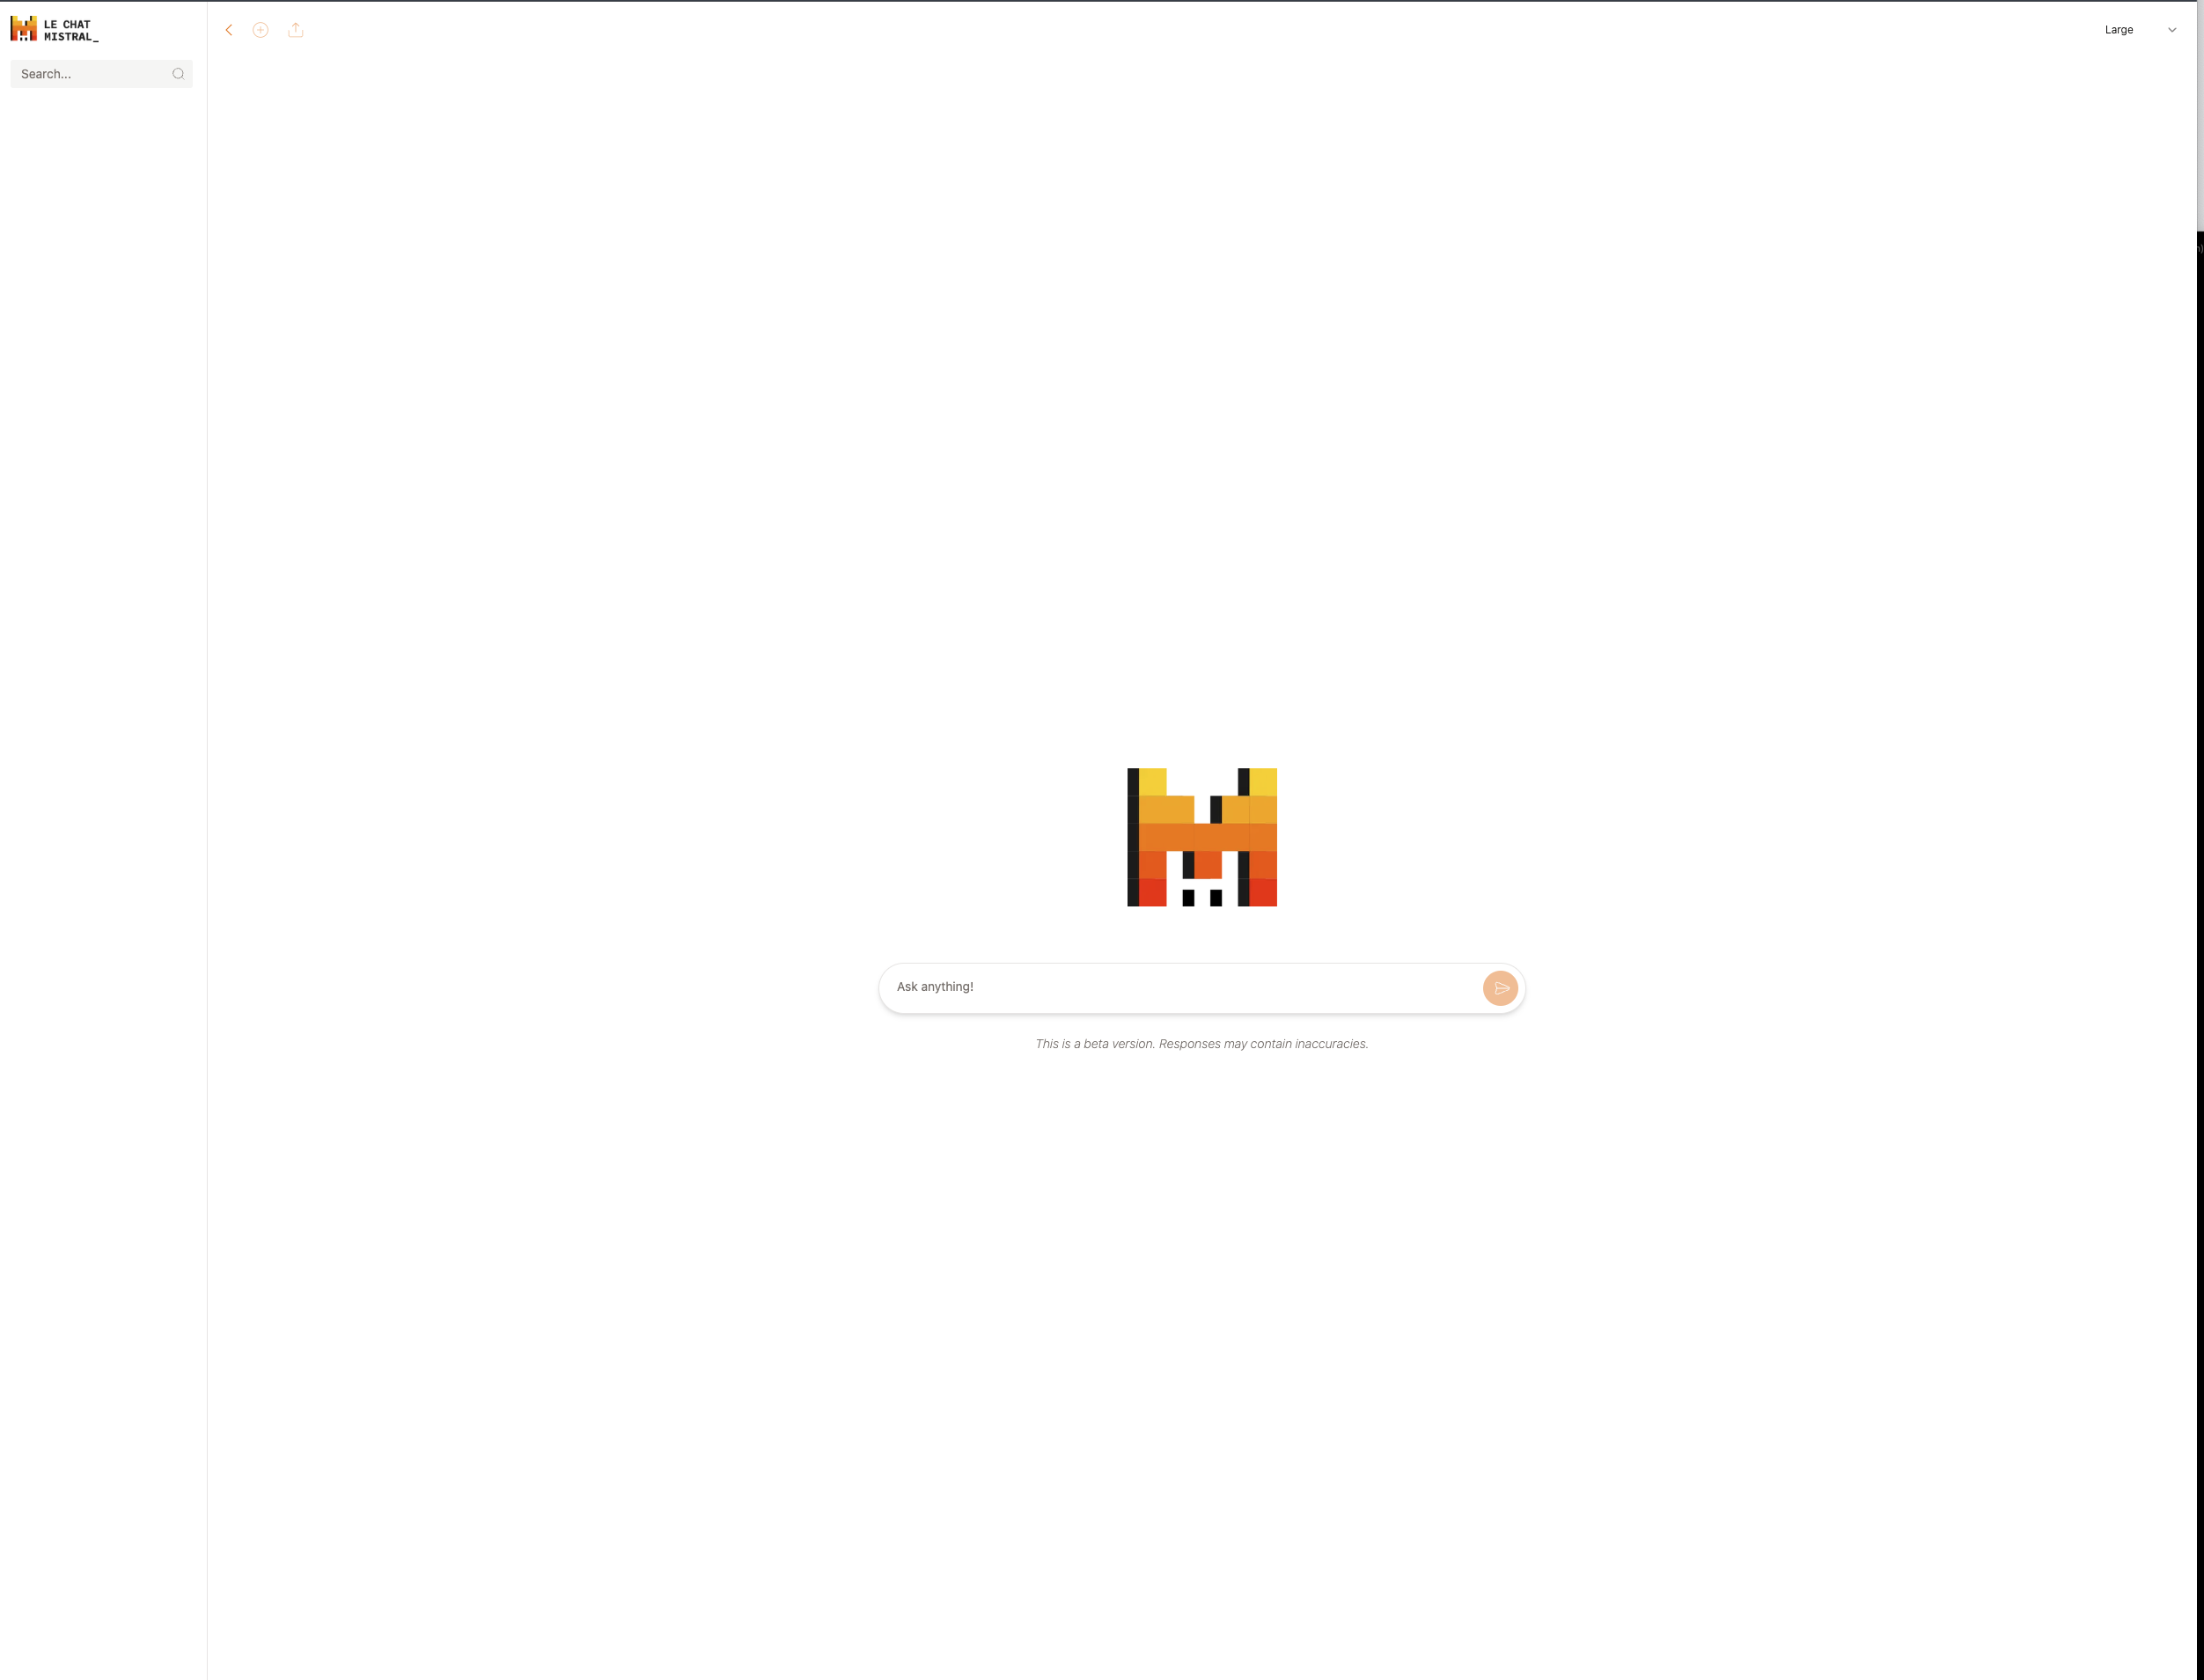 LE CHAT
MISTRAL_
Search...
Large
Ask anything!
This is a beta version. Responses may contain inaccuracies.